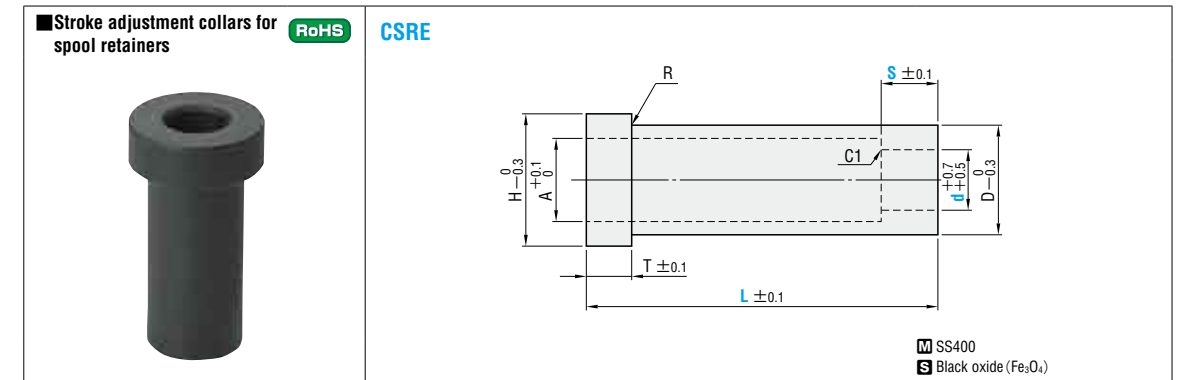 ■Stroke adjustment collars for
spool retainers
RoHS
CSRE
R
S ±0.1
C1
H 0 −0.3
A +0.1 0
d +0.7 +0.5
D 0 −0.3
T ±0.1
L ±0.1
M SS400
S Black oxide (Fe₃O₄)